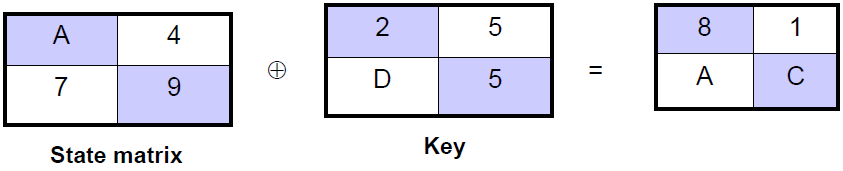 A 4 2 5 8 1
7 9 ⊕ D 5 = A C
State matrix Key